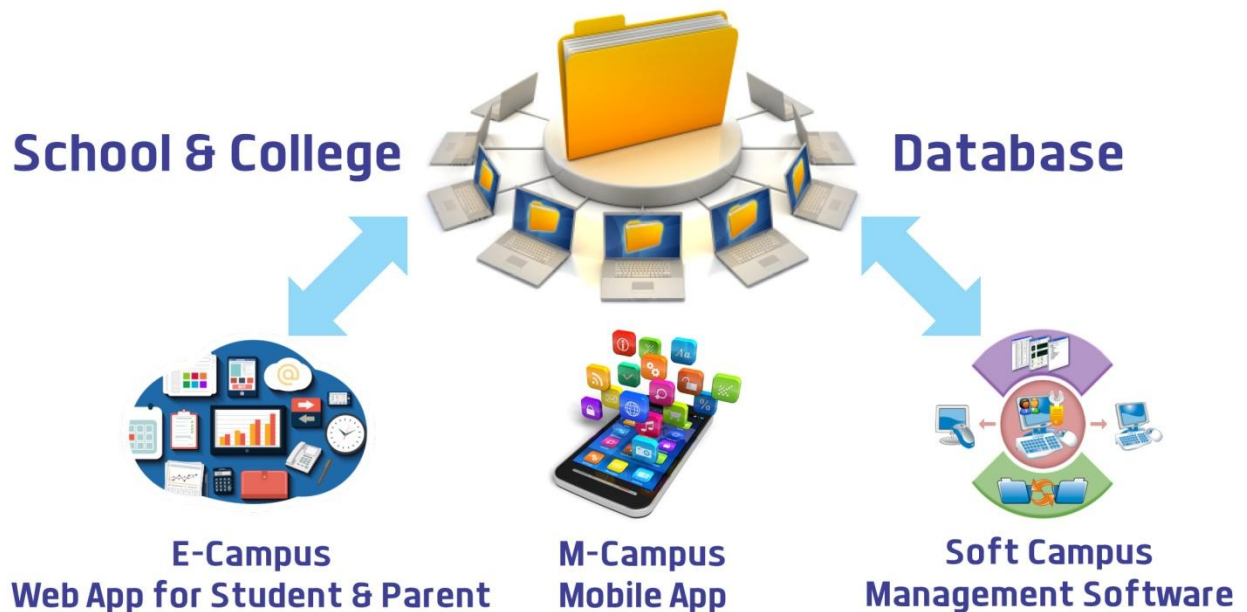 School & College
Database
E-Campus
Web App for Student & Parent
M-Campus
Mobile App
Soft Campus
Management Software